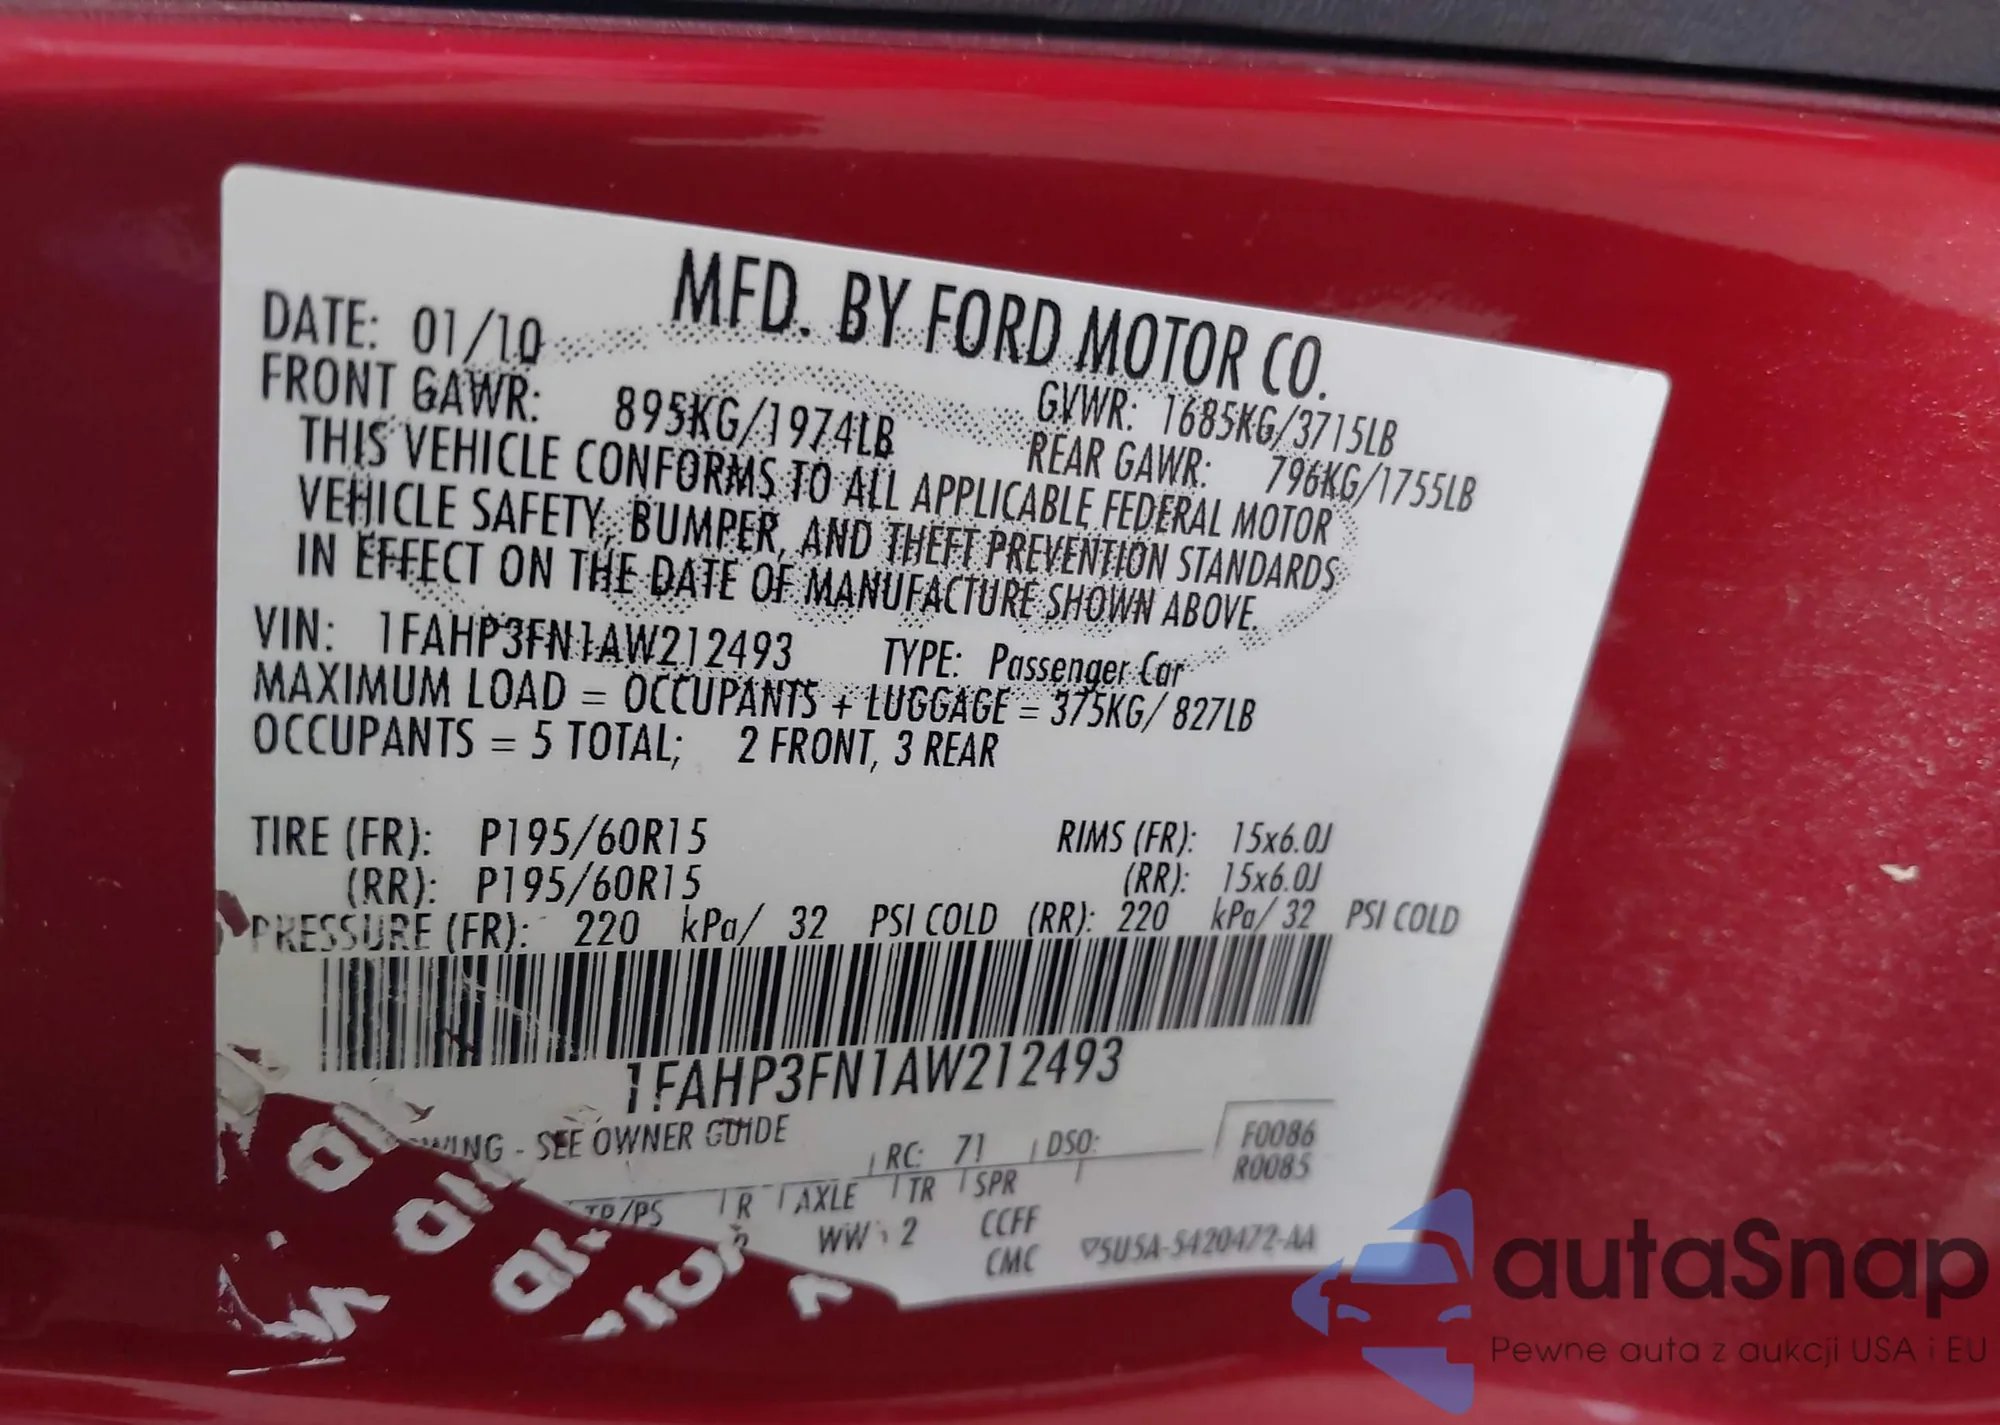 MFD. BY FORD MOTOR CO.
DATE: 01/10 GVWR: 1685KG/3715LB
FRONT GAWR: 895KG/1974LB REAR GAWR: 796KG/1755LB
THIS VEHICLE CONFORMS TO ALL APPLICABLE FEDERAL MOTOR
VEHICLE SAFETY, BUMPER, AND THEFT PREVENTION STANDARDS
IN EFFECT ON THE DATE OF MANUFACTURE SHOWN ABOVE.
VIN: 1FAHP3FN1AW212493 TYPE: Passenger Car
MAXIMUM LOAD = OCCUPANTS + LUGGAGE = 375KG/ 827LB
OCCUPANTS = 5 TOTAL; 2 FRONT, 3 REAR
TIRE (FR): P195/60R15 RIMS (FR): 15x6.0J
(RR): P195/60R15 (RR): 15x6.0J
PRESSURE (FR): 220 kPa/ 32 PSI COLD (RR): 220 kPa/ 32 PSI COLD
1FAHP3FN1AW212493
- SEE OWNER GUIDE
RC: 71 DSO: F0086
R0085
TP/PS R AXLE TR SPR
WW 2 CCFF
CMC 5U5A-5420472-AA
autaSnap
Pewne auta z aukcji USA i EU